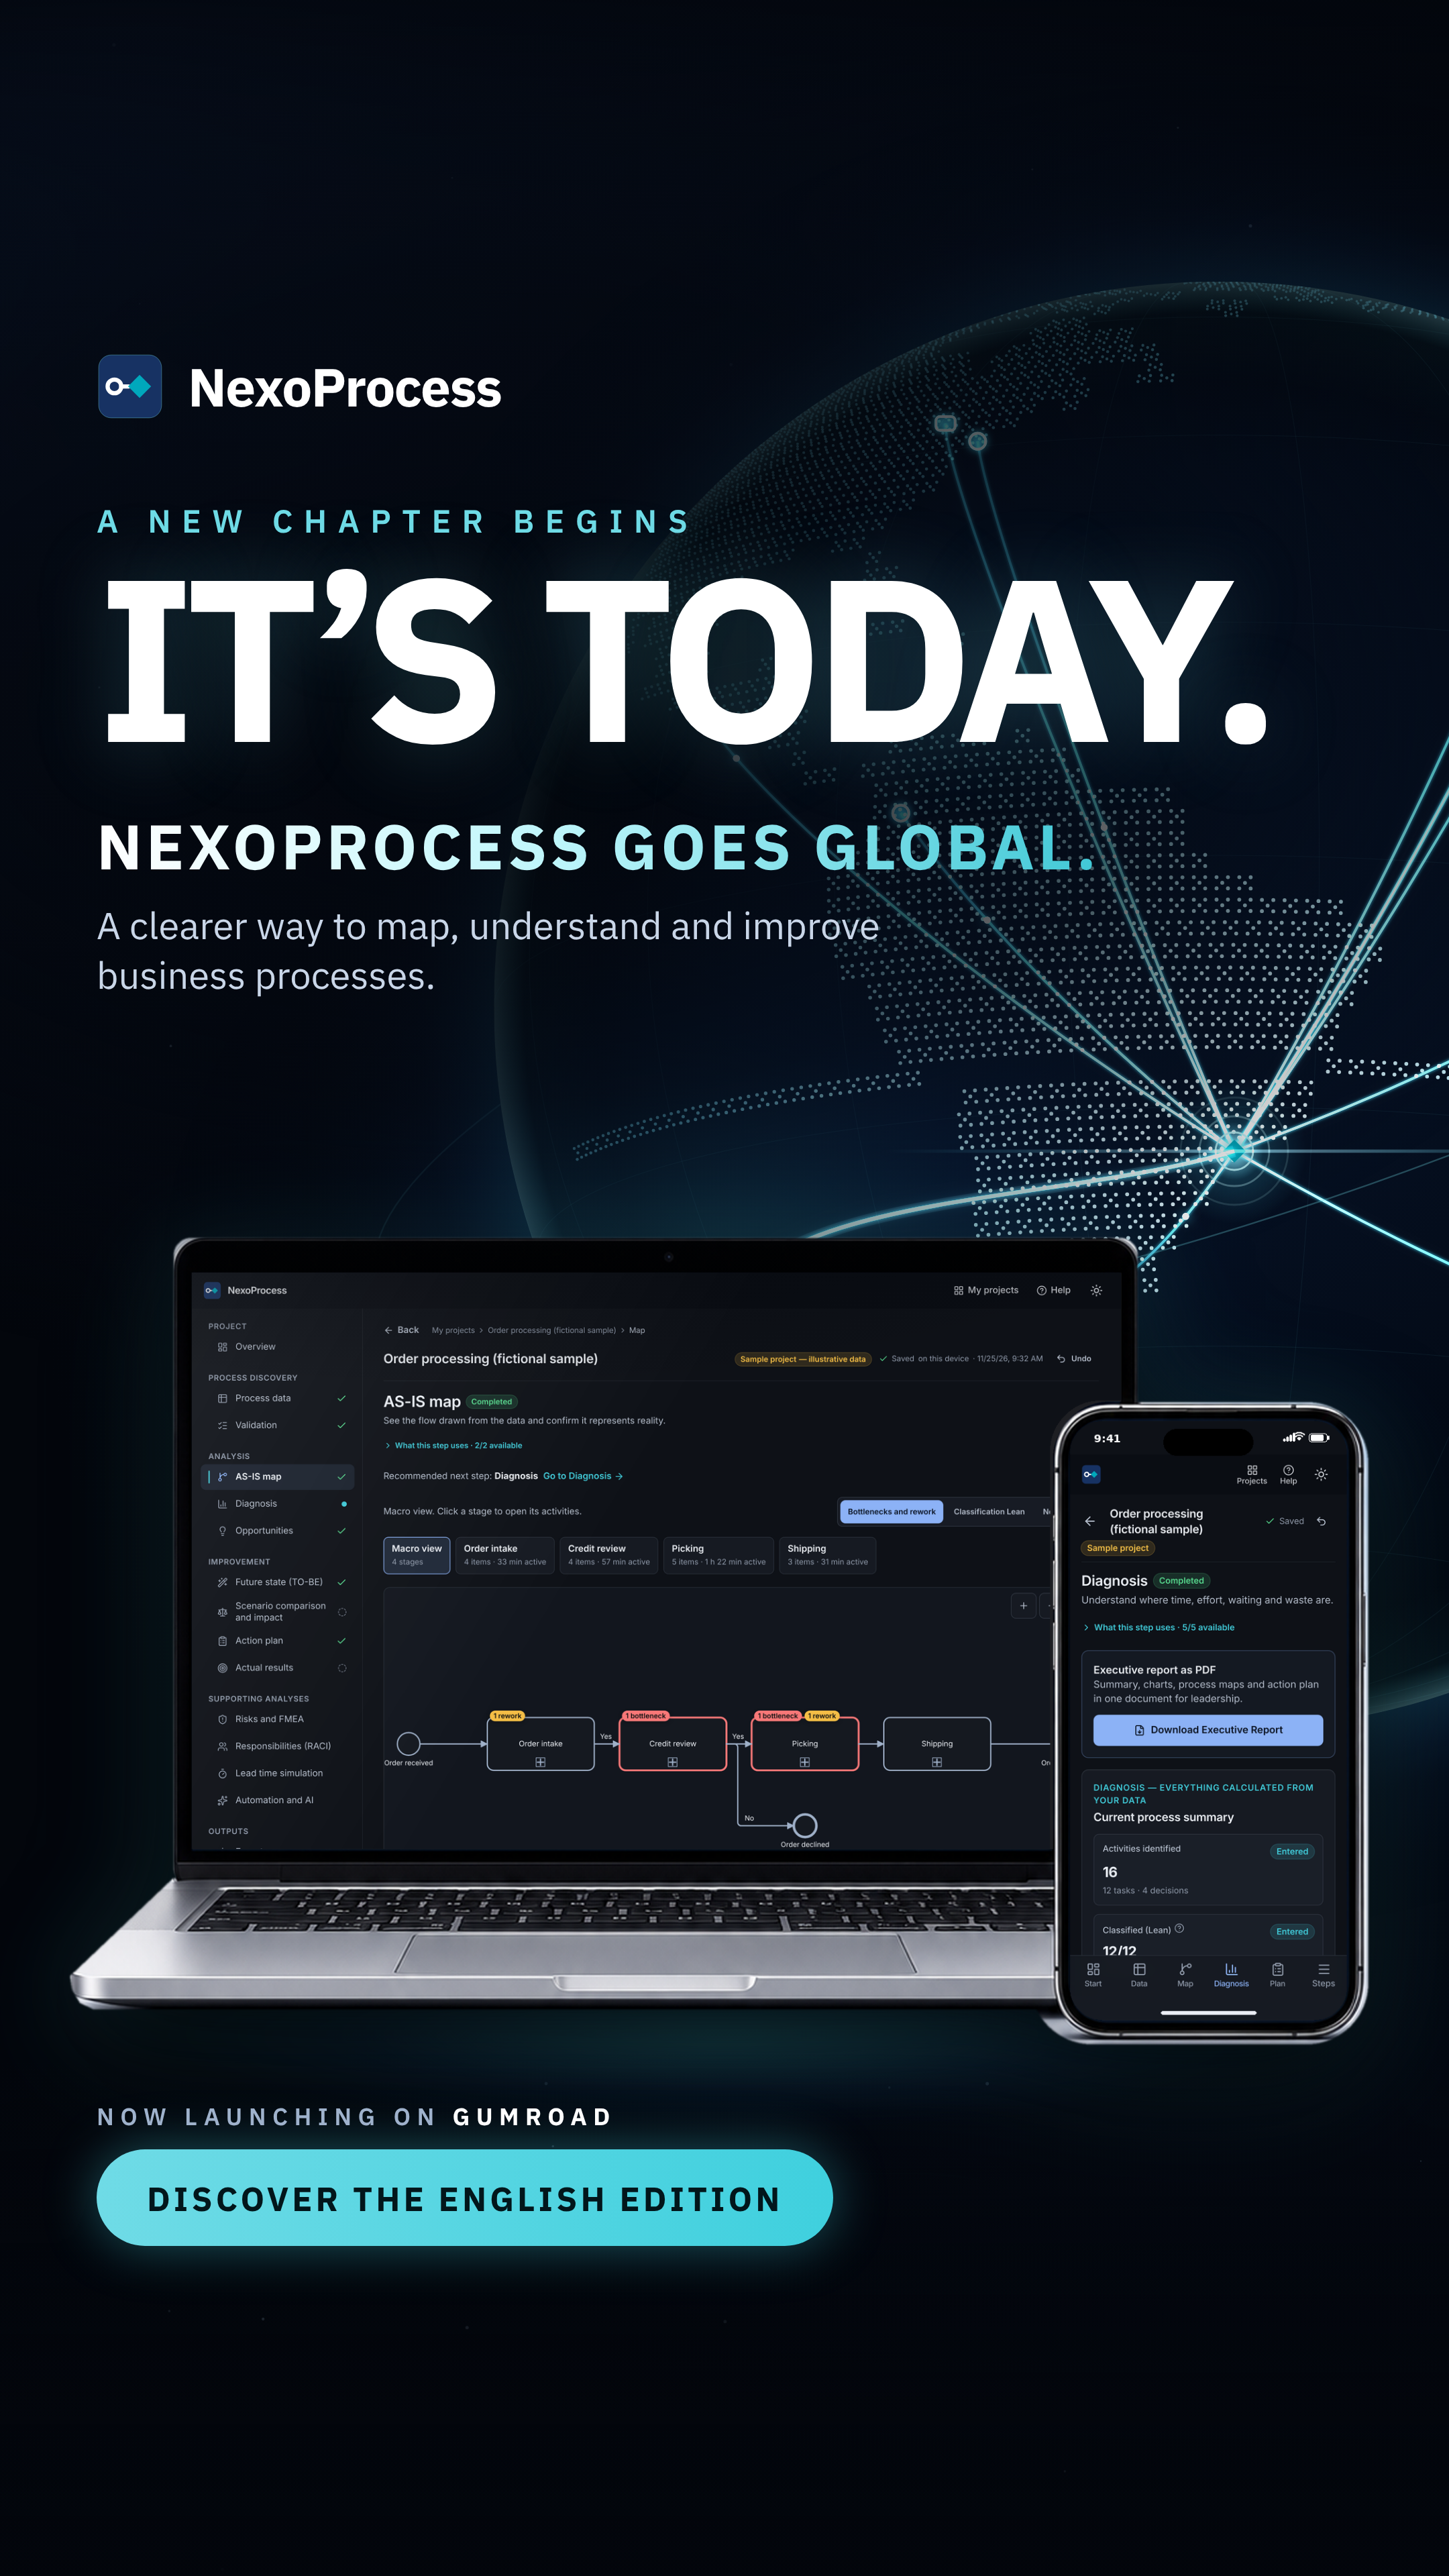 NexoProcess
A NEW CHAPTER BEGINS
IT’S TODAY.
NEXOPROCESS GOES GLOBAL.
A clearer way to map, understand and improve
business processes.
NexoProcess
My projects
Help
PROJECT
Overview
PROCESS DISCOVERY
Process data
Validation
ANALYSIS
AS-IS map
Diagnosis
Opportunities
IMPROVEMENT
Future state (TO-BE)
Scenario comparison
and impact
Action plan
Actual results
SUPPORTING ANALYSES
Risks and FMEA
Responsibilities (RACI)
Lead time simulation
Automation and AI
OUTPUTS
Back My projects > Order processing (fictional sample) > Map
Order processing (fictional sample)
Sample project — illustrative data
Saved on this device · 11/25/26, 9:32 AM
Undo
AS-IS map Completed
See the flow drawn from the data and confirm it represents reality.
What this step uses · 2/2 available
Recommended next step: Diagnosis Go to Diagnosis →
Macro view. Click a stage to open its activities.
Bottlenecks and rework
Classification Lean
Macro view
4 stages
Order intake
4 items · 33 min active
Credit review
4 items · 57 min active
Picking
5 items · 1 h 22 min active
Shipping
3 items · 31 min active
Order received
1 rework
Order intake
Yes
1 bottleneck
Credit review
Yes
1 bottleneck
1 rework
Picking
Shipping
No
Order declined
9:41
Projects
Help
Order processing
(fictional sample)
Saved
Sample project
Diagnosis Completed
Understand where time, effort, waiting and waste are.
What this step uses · 5/5 available
Executive report as PDF
Summary, charts, process maps and action plan
in one document for leadership.
Download Executive Report
DIAGNOSIS — EVERYTHING CALCULATED FROM
YOUR DATA
Current process summary
Activities identified
Entered
16
12 tasks · 4 decisions
Classified (Lean)
Entered
12/12
Start
Data
Map
Diagnosis
Plan
Steps
NOW LAUNCHING ON GUMROAD
DISCOVER THE ENGLISH EDITION